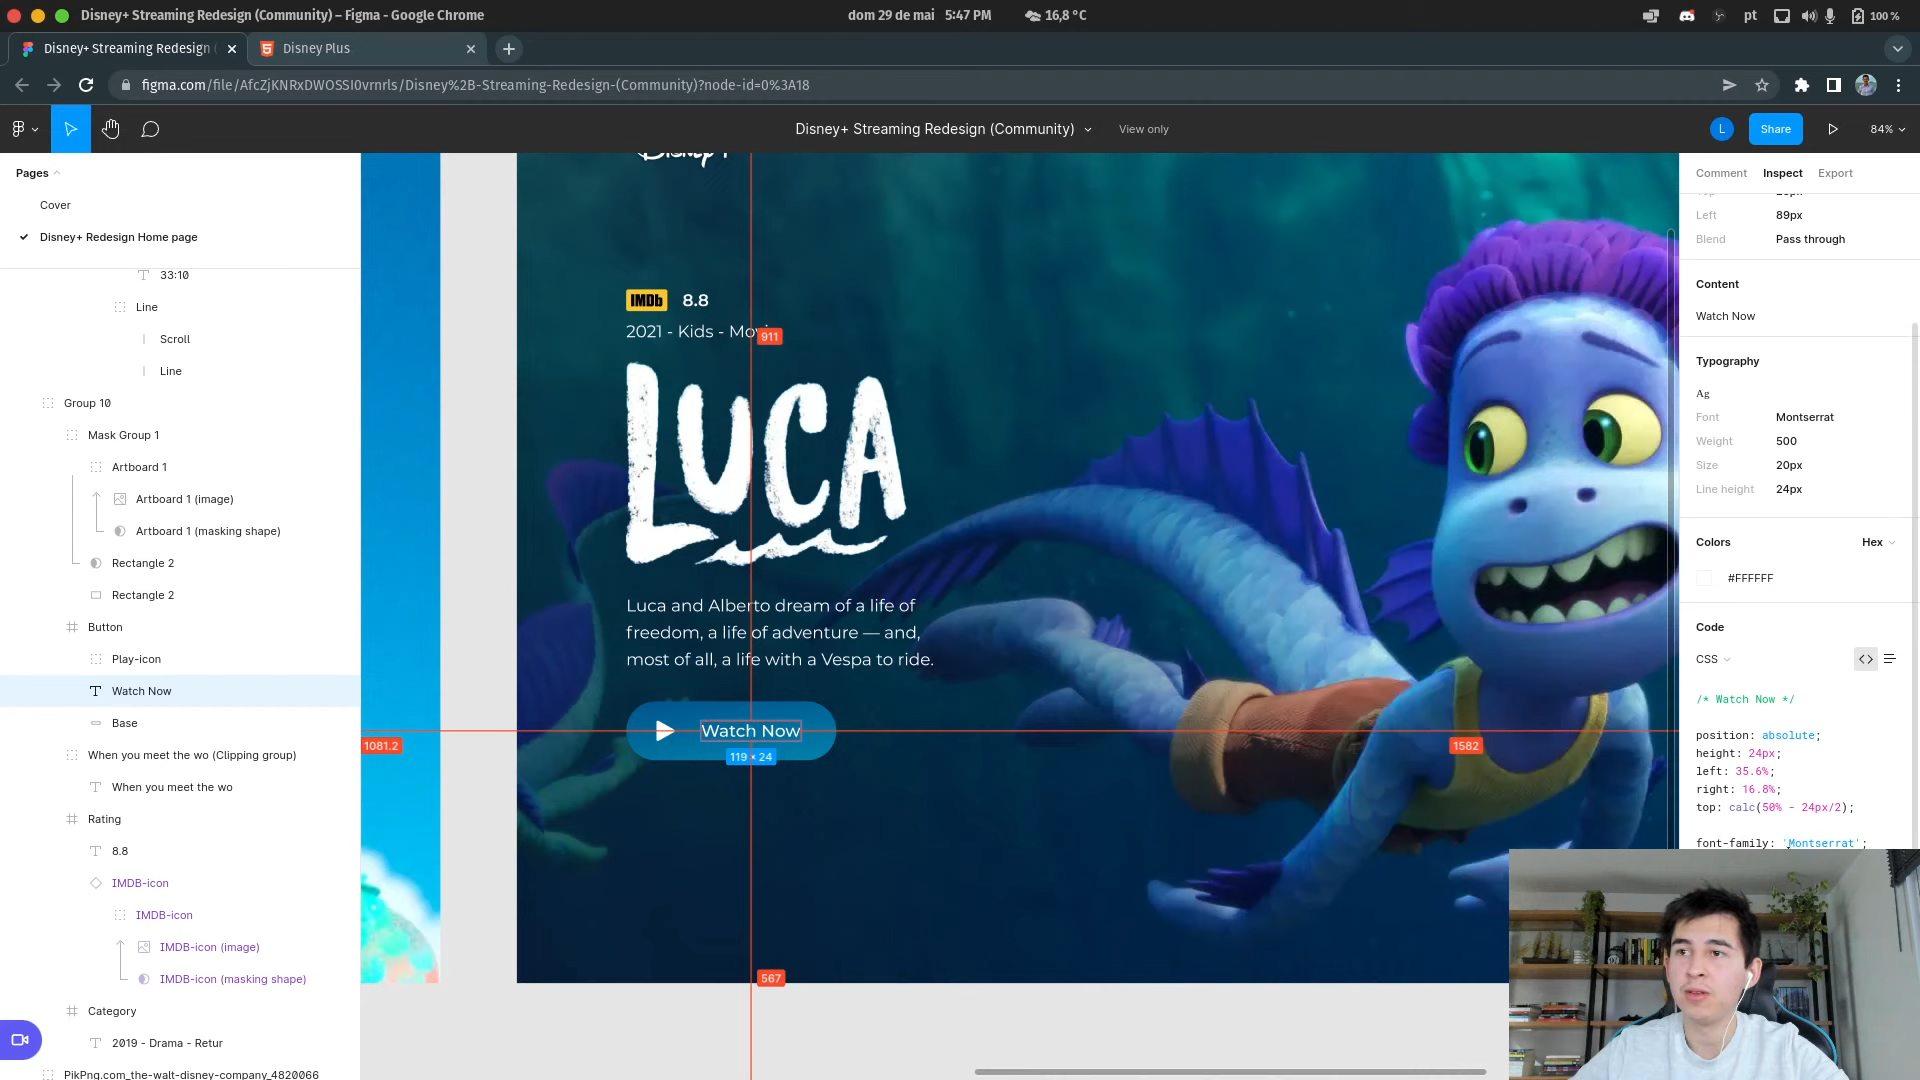 Disney+ Streaming Redesign (Community) – Figma - Google Chrome
dom 29 de mai 5:47 PM
16,8 °C
pt
100 %
Disney+ Streaming Redesign (
Disney Plus
figma.com/file/AfcZjKNRxDWOSSI0vrnrls/Disney%2B-Streaming-Redesign-(Community)?node-id=0%3A18
Disney+ Streaming Redesign (Community)
View only
L
Share
84%
Pages
Cover
Disney+ Redesign Home page
33:10
Line
Scroll
Line
Group 10
Mask Group 1
Artboard 1
Artboard 1 (image)
Artboard 1 (masking shape)
Rectangle 2
Rectangle 2
Button
Play-icon
Watch Now
Base
When you meet the wo (Clipping group)
When you meet the wo
Rating
8.8
IMDB-icon
IMDB-icon
IMDB-icon (image)
IMDB-icon (masking shape)
Category
2019 - Drama - Retur
PikPng.com_the-walt-disney-company_4820066
Disney+
IMDb 8.8
2021 - Kids - Movi
911
LUCA
Luca and Alberto dream of a life of
freedom, a life of adventure — and,
most of all, a life with a Vespa to ride.
Watch Now
119 × 24
1081.2
1582
567
Comment
Inspect
Export
Left 89px
Blend Pass through
Content
Watch Now
Typography
Ag
Font Montserrat
Weight 500
Size 20px
Line height 24px
Colors
Hex
#FFFFFF
Code
CSS
/* Watch Now */
position: absolute;
height: 24px;
left: 35.6%;
right: 16.8%;
top: calc(50% - 24px/2);
font-family: 'Montserrat';